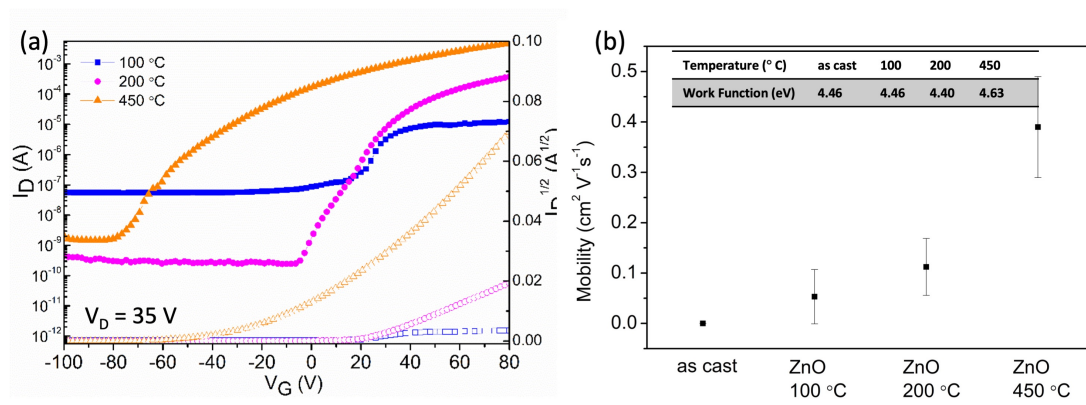 (a)
100 °C
200 °C
450 °C
10⁻³
10⁻⁴
10⁻⁵
10⁻⁶
10⁻⁷
10⁻⁸
10⁻⁹
10⁻¹⁰
10⁻¹¹
10⁻¹²
I_D (A)
V_D = 35 V
-100 -80 -60 -40 -20 0 20 40 60 80
V_G (V)
0.10
0.08
0.06
0.04
0.02
0.00
I_D^1/2 (A^1/2)
(b)
Temperature (° C) as cast 100 200 450
Work Function (eV) 4.46 4.46 4.40 4.63
0.5
0.4
0.3
0.2
0.1
0.0
Mobility (cm² V⁻¹s⁻¹)
as cast ZnO ZnO ZnO
100 °C 200 °C 450 °C